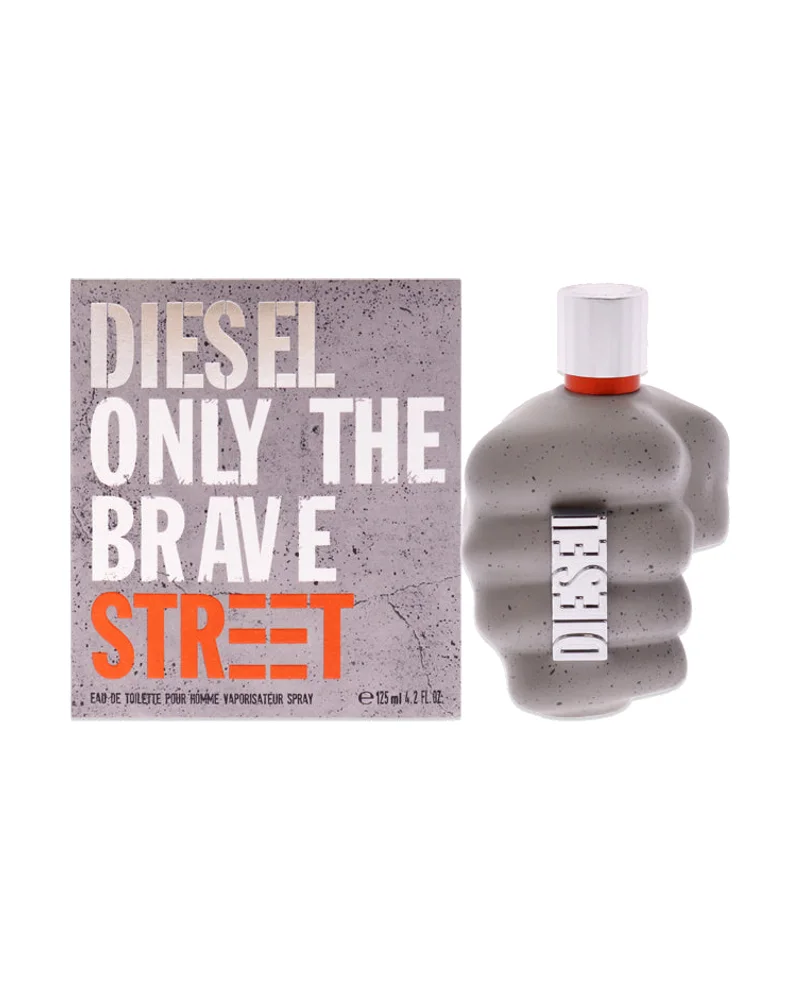 DIESEL
ONLY THE
BRAVE
STREET
EAU DE TOILETTE POUR HOMME VAPORISATEUR SPRAY
℮ 125 ml 4.2 FL.OZ.
DIESEL